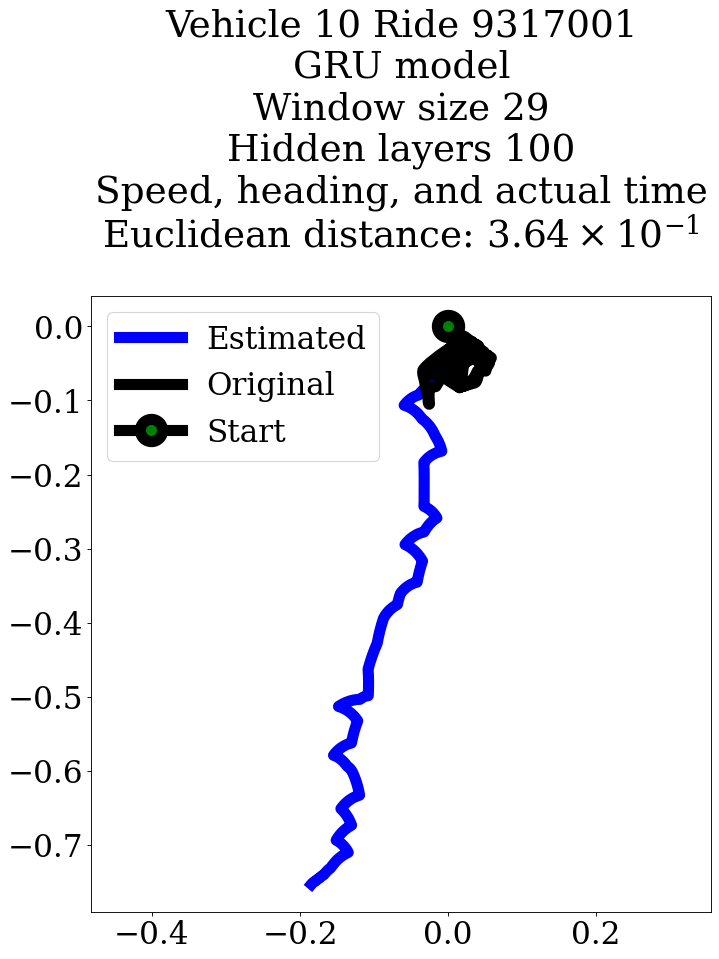 Vehicle 10 Ride 9317001
GRU model
Window size 29
Hidden layers 100
Speed, heading, and actual time
Euclidean distance: 3.64 × 10⁻¹
Estimated
Original
Start
0.0
−0.1
−0.2
−0.3
−0.4
−0.5
−0.6
−0.7
−0.4
−0.2
0.0
0.2